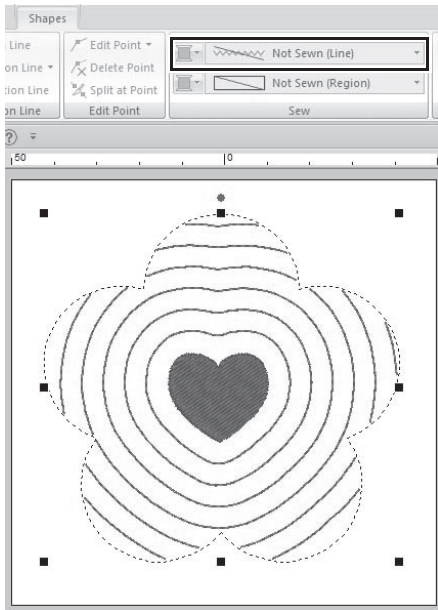 Shapes
Line
Edit Point
Not Sewn (Line)
on Line
Delete Point
tion Line
Split at Point
Not Sewn (Region)
on Line
Edit Point
Sew
?
50
0